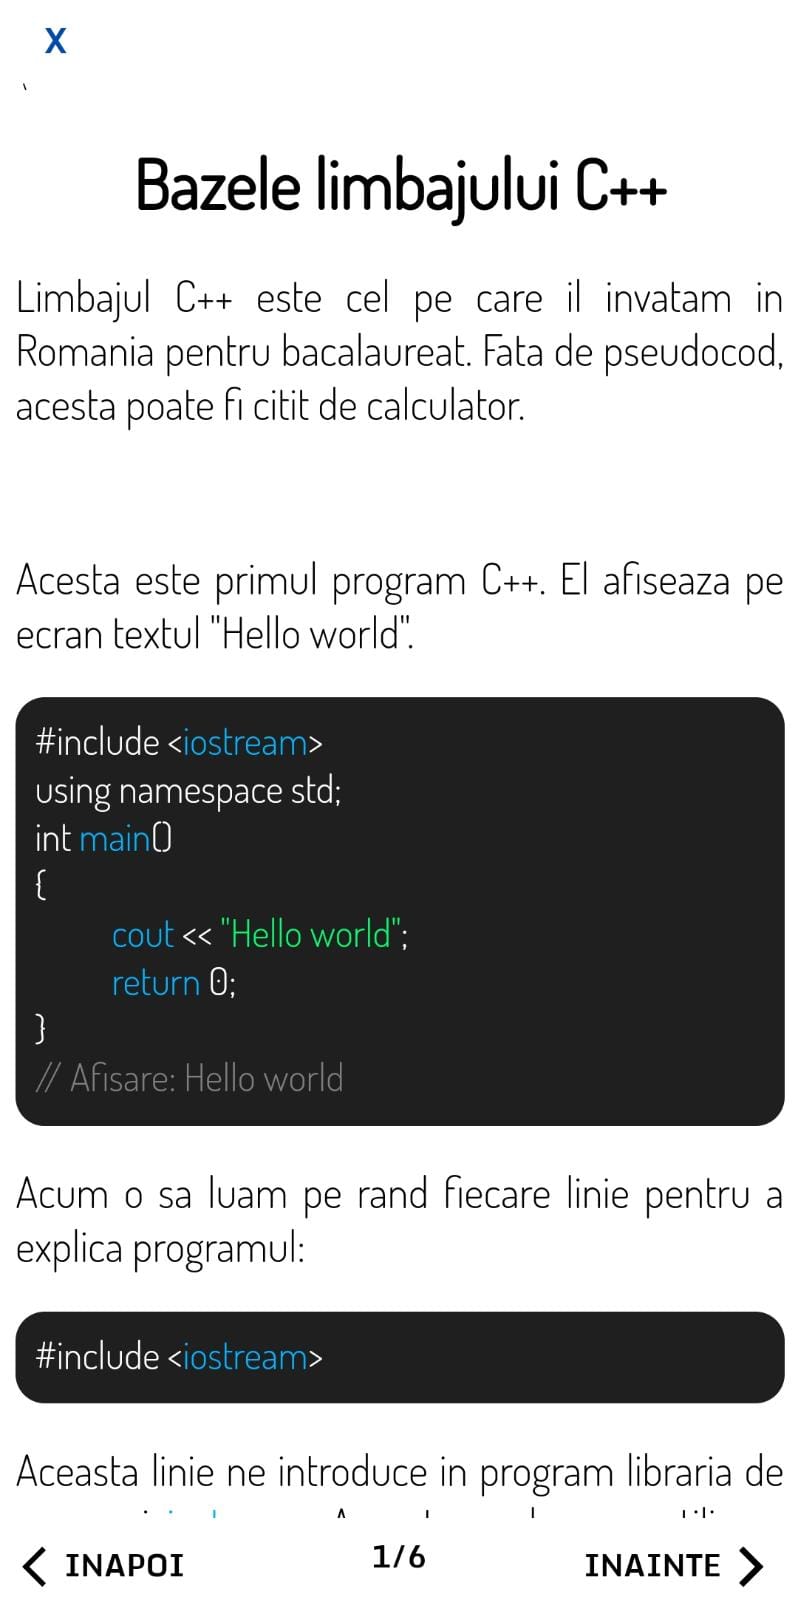 X
Bazele limbajului C++
Limbajul C++ este cel pe care il invatam in
Romania pentru bacalaureat. Fata de pseudocod,
acesta poate fi citit de calculator.
Acesta este primul program C++. El afiseaza pe
ecran textul "Hello world".
#include <iostream>
using namespace std;
int main()
{
cout << "Hello world";
return 0;
}
// Afisare: Hello world
Acum o sa luam pe rand fiecare linie pentru a
explica programul:
#include <iostream>
Aceasta linie ne introduce in program libraria de
INAPOI
1/6
INAINTE